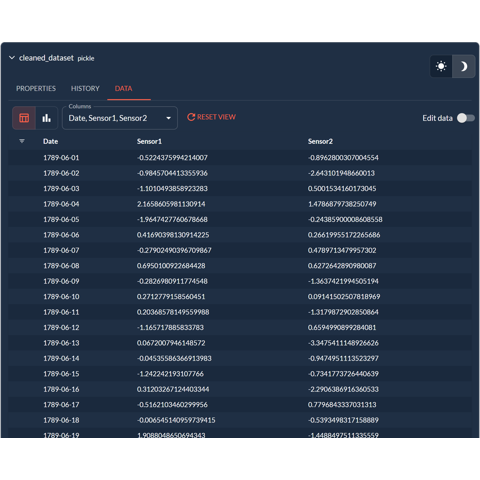 cleaned_dataset pickle
PROPERTIES HISTORY DATA
Columns
Date, Sensor1, Sensor2 RESET VIEW Edit data
Date Sensor1 Sensor2
1789-06-01 -0.5224375994214007 -0.8962800307004554
1789-06-02 -0.9845704413355936 -2.643101948660013
1789-06-03 -1.1010493858923283 0.5001534160173045
1789-06-04 2.1658605981130914 1.4786879738250749
1789-06-05 -1.9647427760678668 -0.24385900008608558
1789-06-06 0.41690398130914225 0.26619955172265686
1789-06-07 -0.27902490396709867 0.4789713479957302
1789-06-08 0.6950100922684428 0.6272642890980087
1789-06-09 -0.2826980911774548 -1.3637421994505194
1789-06-10 0.2712779158560451 0.09141502507818969
1789-06-11 0.20368578149559988 -1.3179872902850864
1789-06-12 -1.165717885833783 0.6594990899284081
1789-06-13 0.0672007946148572 -3.3475411148926626
1789-06-14 -0.04535586366913983 -0.9474951113523297
1789-06-15 -1.242242193107766 -0.7341773726440639
1789-06-16 0.31203267124403344 -2.2906386916360533
1789-06-17 -0.5162103460299956 0.7796843337031313
1789-06-18 -0.006545140959739415 -0.5393498317158889
1789-06-19 1.9088048650694343 -1.4488497511335559